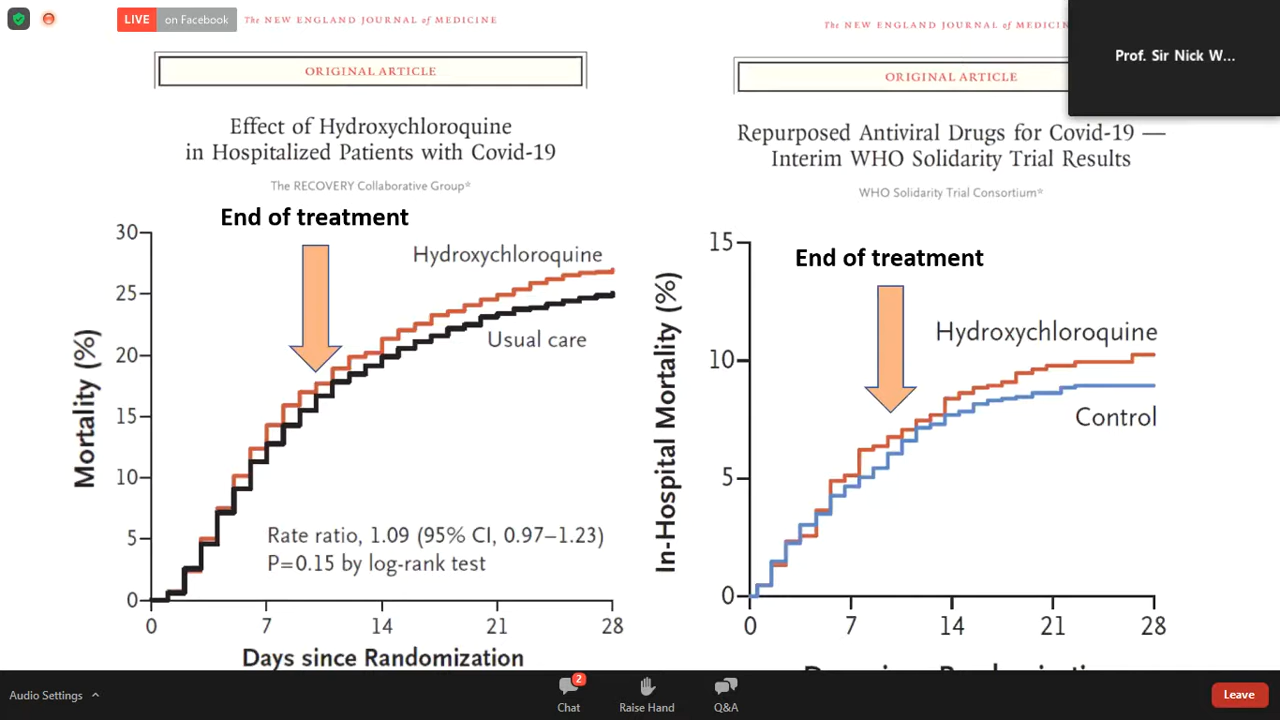 LIVE on Facebook
The NEW ENGLAND JOURNAL of MEDICINE
ORIGINAL ARTICLE
Effect of Hydroxychloroquine
in Hospitalized Patients with Covid-19
The RECOVERY Collaborative Group*
End of treatment
Hydroxychloroquine
Usual care
Mortality (%)
30
25
20
15
10
5
0
Rate ratio, 1.09 (95% CI, 0.97–1.23)
P=0.15 by log-rank test
0 7 14 21 28
Days since Randomization
The NEW ENGLAND JOURNAL of
Prof. Sir Nick W...
ORIGINAL ARTICLE
Repurposed Antiviral Drugs for Covid-19 —
Interim WHO Solidarity Trial Results
WHO Solidarity Trial Consortium*
End of treatment
Hydroxychloroquine
Control
In-Hospital Mortality (%)
15
10
5
0
0 7 14 21 28
Audio Settings
2
Chat
Raise Hand
Q&A
Leave